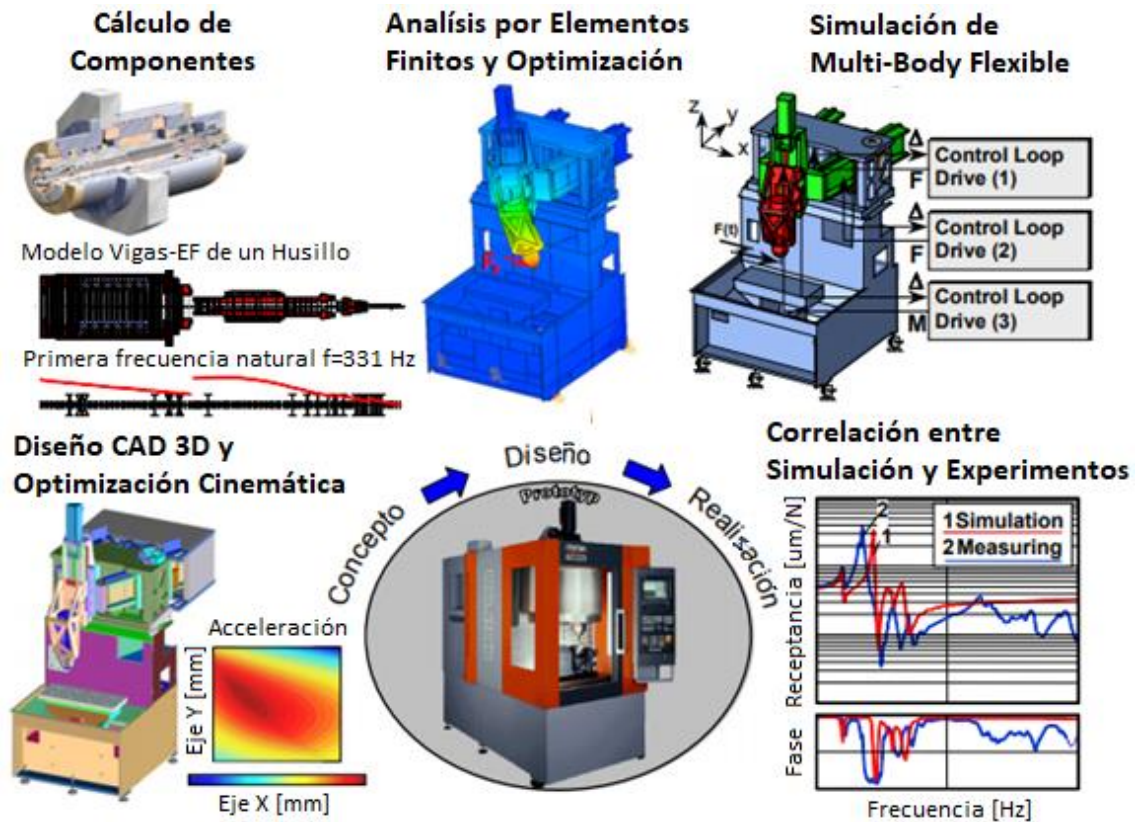 Cálculo de
Componentes
Modelo Vigas-EF de un Husillo
Primera frecuencia natural f=331 Hz
Analísis por Elementos
Finitos y Optimización
Simulación de
Multi-Body Flexible
z
y
x
F(t)
Δ
F
Control Loop
Drive (1)
Δ
F
Control Loop
Drive (2)
Δ
M
Control Loop
Drive (3)
Diseño CAD 3D y
Optimización Cinemática
Acceleración
Eje Y [mm]
Eje X [mm]
Concepto
Diseño
Realisación
Prototyp
Correlación entre
Simulación y Experimentos
2
1
1 Simulation
2 Measuring
Receptancia [um/N]
Fase
Frecuencia [Hz]